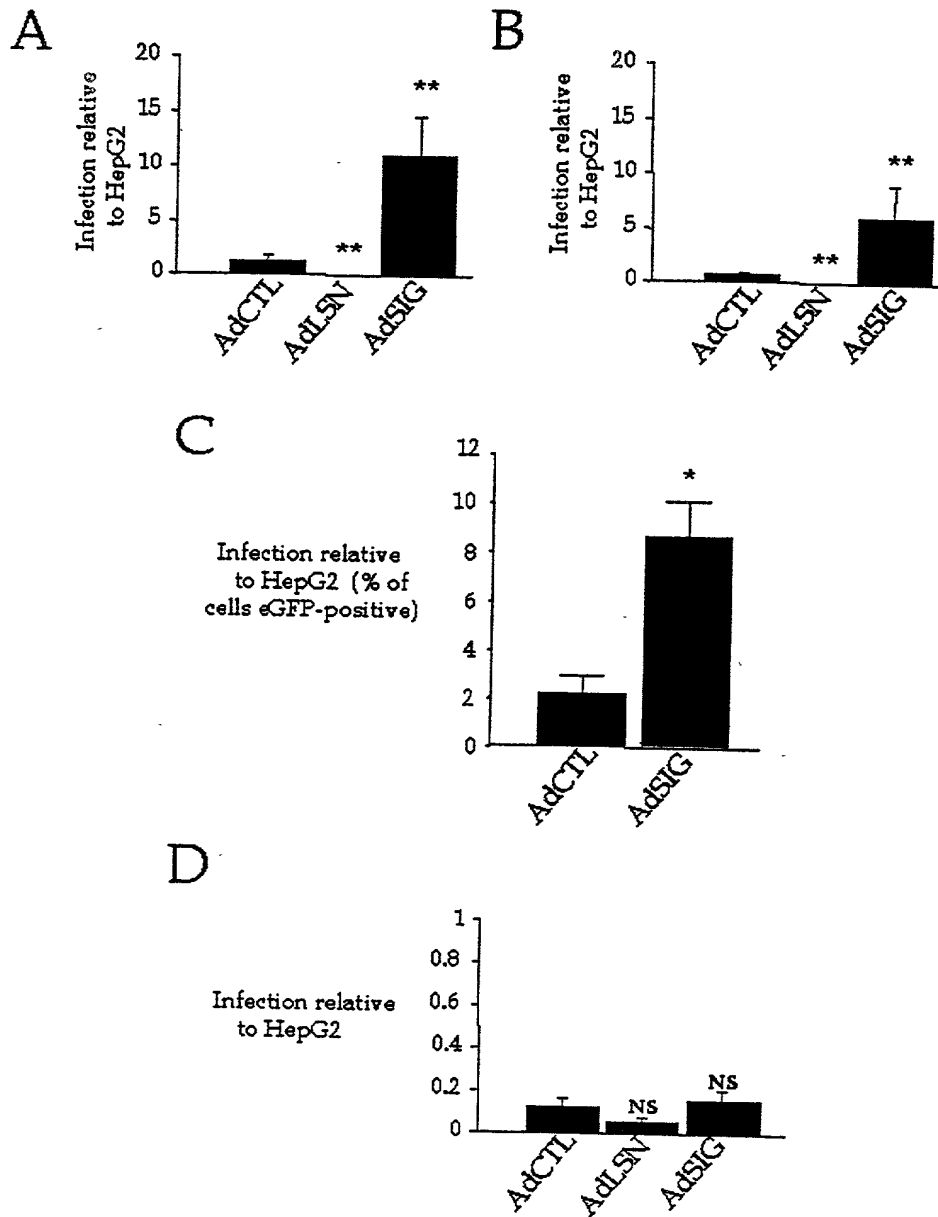 A
Infection relative
to HepG2
20
15
10
5
0
**
**
AdCTL
AdLSN
AdSIG
B
Infection relative
to HepG2
20
15
10
5
0
**
**
AdCTL
AdLSN
AdSIG
C
Infection relative
to HepG2 (% of
cells eGFP-positive)
12
10
8
6
4
2
0
*
AdCTL
AdSIG
D
Infection relative
to HepG2
1
0.8
0.6
0.4
0.2
0
NS
NS
AdCTL
AdLSN
AdSIG